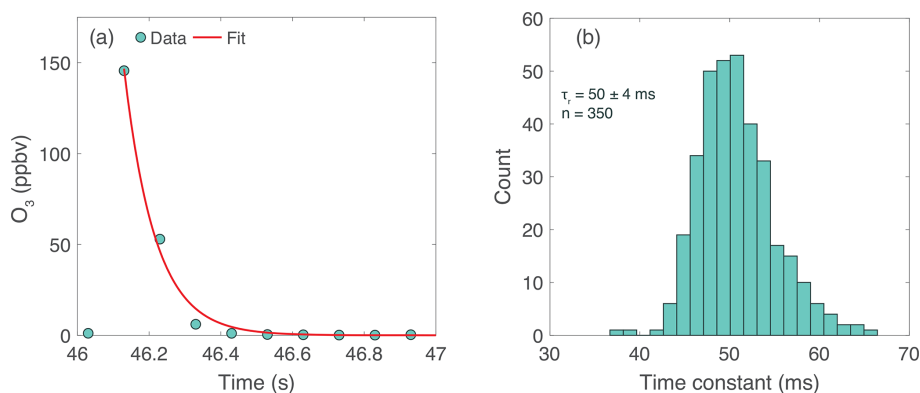 (a) Data Fit
150
100
50
0
O₃ (ppbv)
46 46.2 46.4 46.6 46.8 47
Time (s)
(b)
τᵣ = 50 ± 4 ms
n = 350
60
50
40
30
20
10
0
Count
30 40 50 60 70
Time constant (ms)